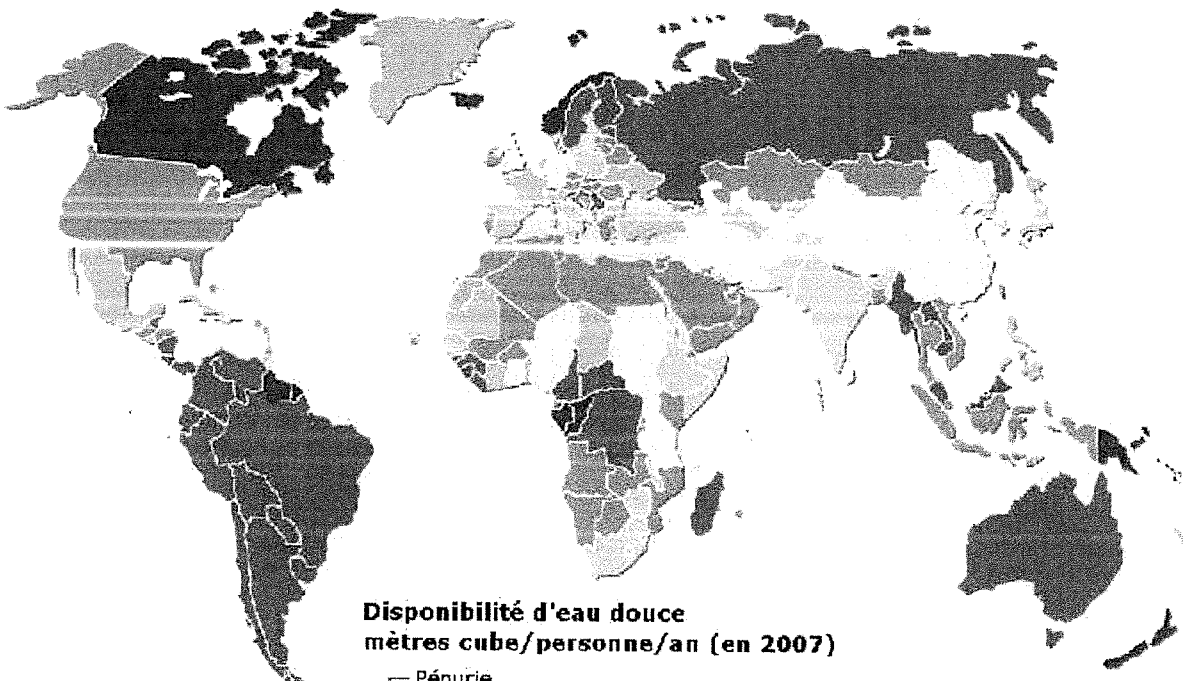 Disponibilité d'eau douce
mètres cube/personne/an (en 2007)
Pénurie